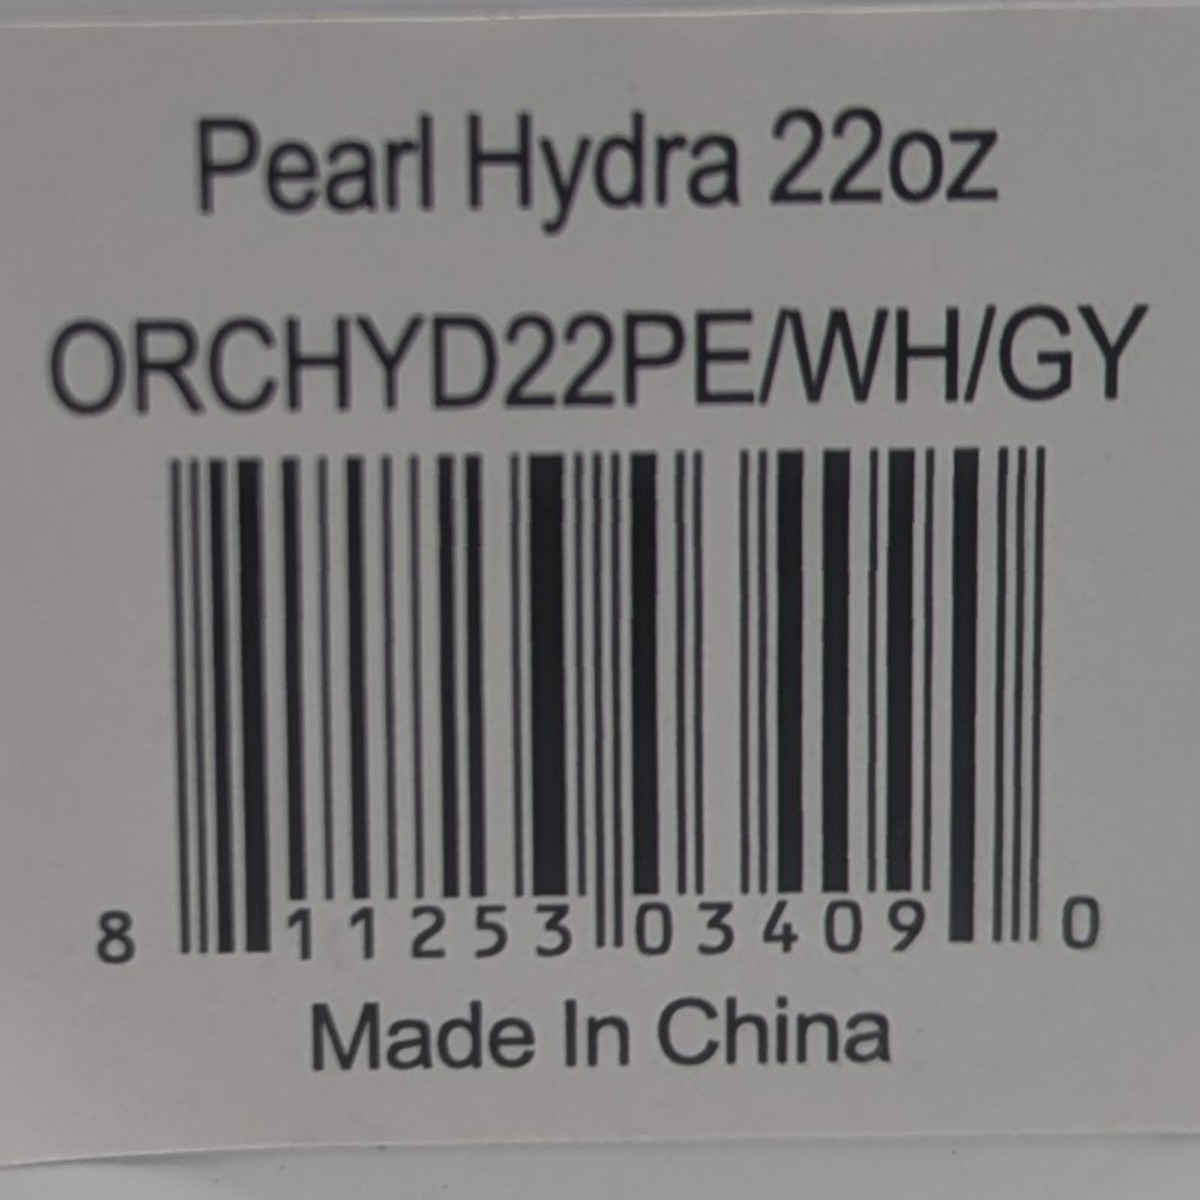 Pearl Hydra 22oz
ORCHYD22PE/WH/GY
8 11253 03409 0
Made In China